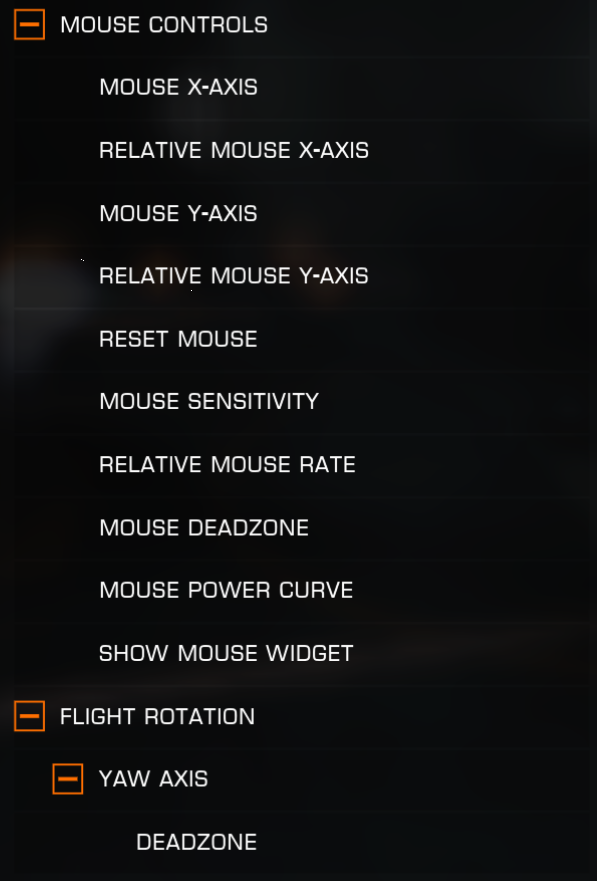 MOUSE CONTROLS
MOUSE X-AXIS
RELATIVE MOUSE X-AXIS
MOUSE Y-AXIS
RELATIVE MOUSE Y-AXIS
RESET MOUSE
MOUSE SENSITIVITY
RELATIVE MOUSE RATE
MOUSE DEADZONE
MOUSE POWER CURVE
SHOW MOUSE WIDGET
FLIGHT ROTATION
YAW AXIS
DEADZONE